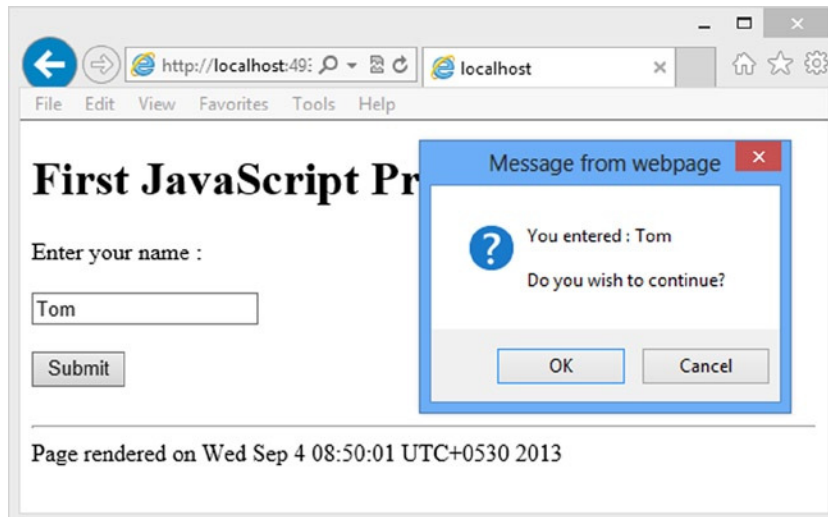 http://localhost:49:
localhost
File Edit View Favorites Tools Help
First JavaScript Pr
Message from webpage
You entered : Tom
Do you wish to continue?
OK Cancel
Enter your name :
Tom
Submit
Page rendered on Wed Sep 4 08:50:01 UTC+0530 2013